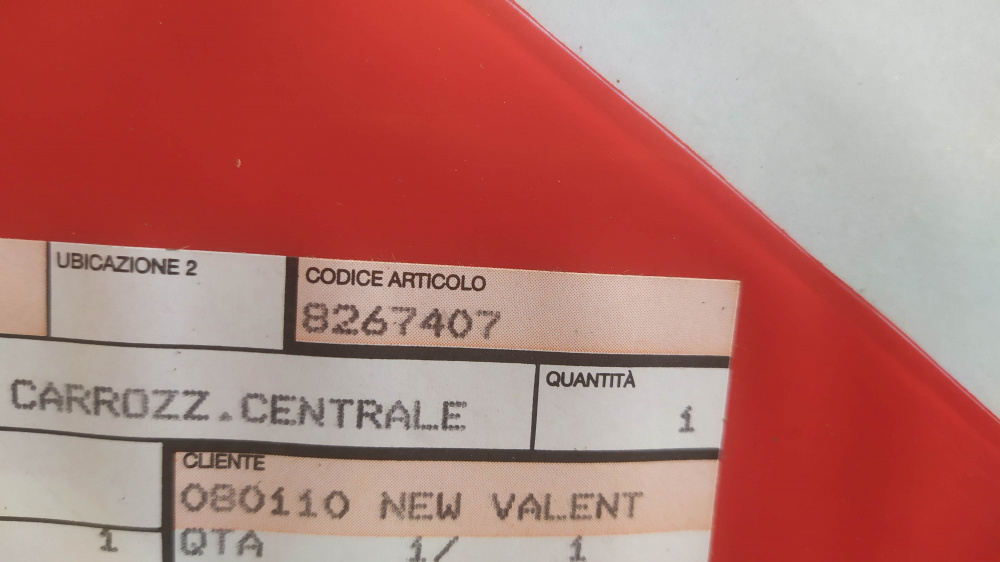 UBICAZIONE 2
CODICE ARTICOLO
8267407
CARROZZ.CENTRALE
QUANTITÀ
1
CLIENTE
080110 NEW VALENT
1
QTA 1/ 1